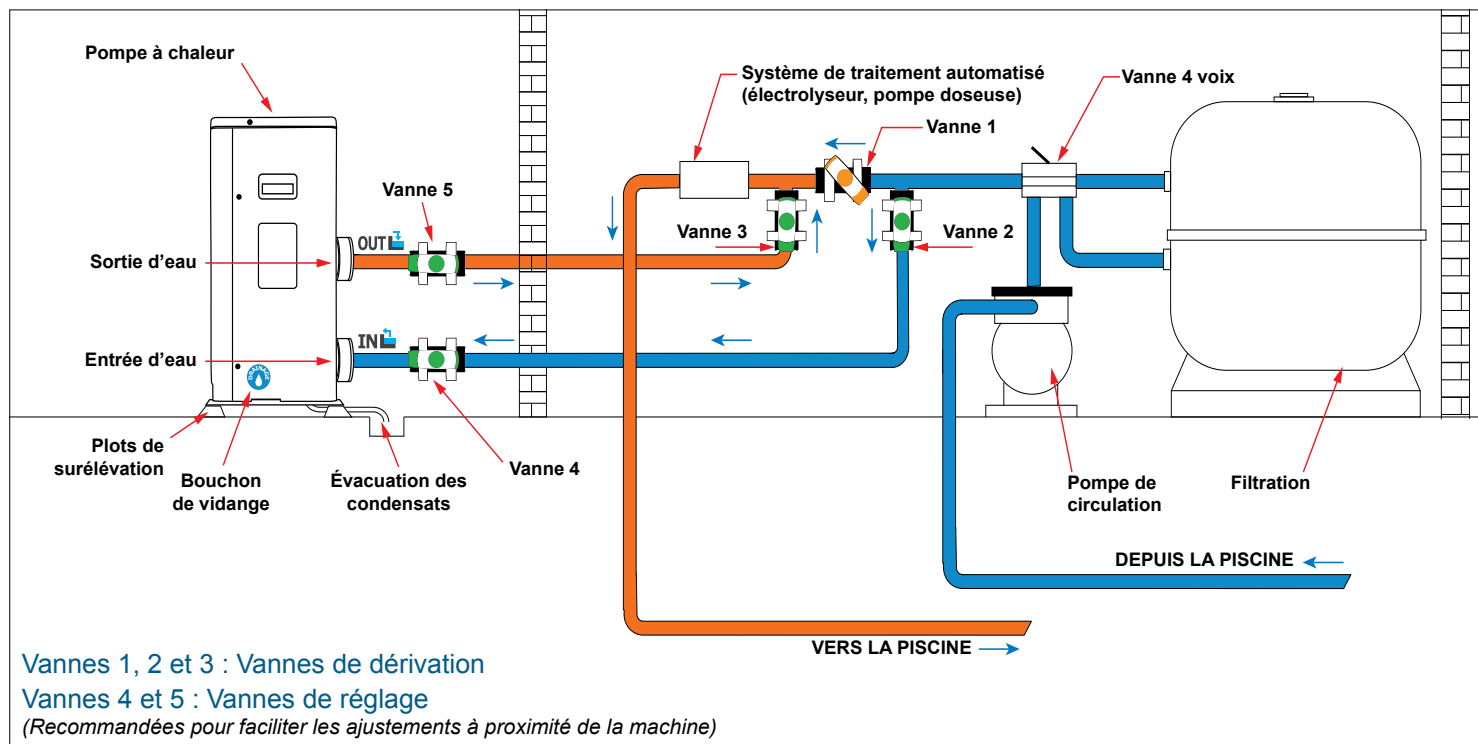 Pompe à chaleur
Système de traitement automatisé
(électrolyseur, pompe doseuse)
Vanne 4 voix
Vanne 1
Vanne 5
Vanne 3
Vanne 2
OUT
Sortie d'eau
IN
Entrée d'eau
Plots de
surélévation
Bouchon
de vidange
Évacuation des
condensats
Vanne 4
Pompe de
circulation
Filtration
DEPUIS LA PISCINE
VERS LA PISCINE
Vannes 1, 2 et 3 : Vannes de dérivation
Vannes 4 et 5 : Vannes de réglage
(Recommandées pour faciliter les ajustements à proximité de la machine)